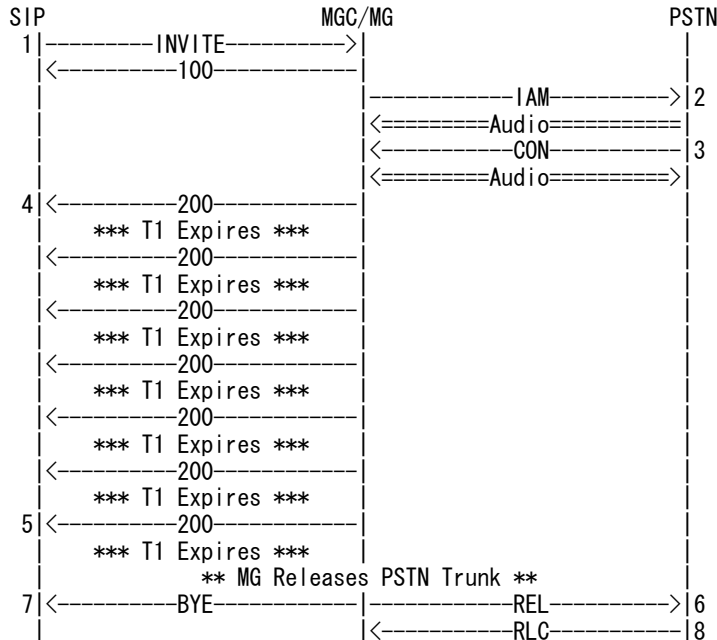 SIP                       MGC/MG                       PSTN
 1|---------INVITE---------->|                          |
  |<----------100------------|                          |
  |                          |------------IAM---------->|2
  |                          |<=========Audio===========|
  |                          |<-----------CON-----------|3
  |                          |<=========Audio==========>|
 4|<----------200------------|                          |
  |    *** T1 Expires ***    |                          |
  |<----------200------------|                          |
  |    *** T1 Expires ***    |                          |
  |<----------200------------|                          |
  |    *** T1 Expires ***    |                          |
  |<----------200------------|                          |
  |    *** T1 Expires ***    |                          |
  |<----------200------------|                          |
  |    *** T1 Expires ***    |                          |
  |<----------200------------|                          |
  |    *** T1 Expires ***    |                          |
 5|<----------200------------|                          |
  |    *** T1 Expires ***    |                          |
  |             ** MG Releases PSTN Trunk **            |
 7|<----------BYE------------|------------REL---------->|6
  |                          |<-----------RLC-----------|8